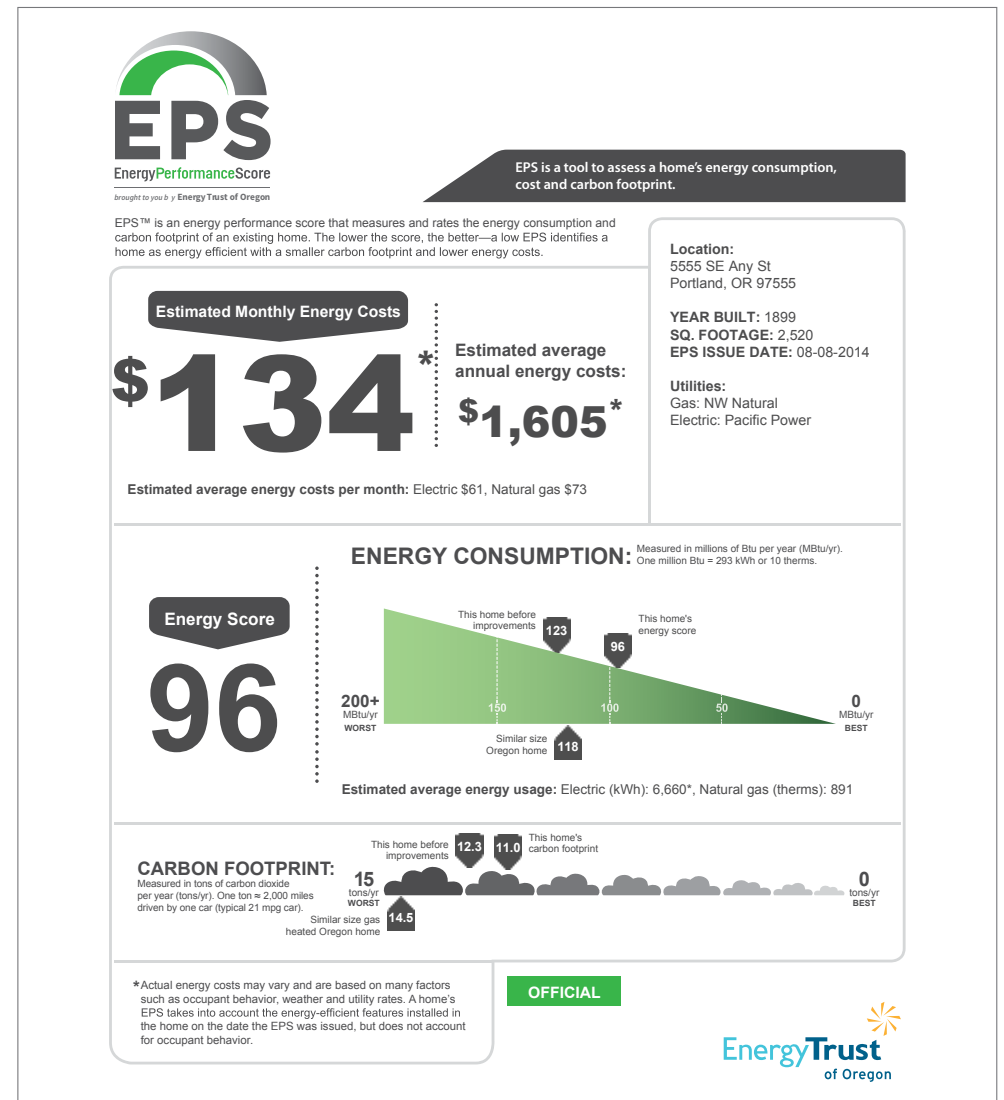 EPS
EnergyPerformanceScore
brought to you b y Energy Trust of Oregon
EPS is a tool to assess a home's energy consumption,
cost and carbon footprint.
EPS™ is an energy performance score that measures and rates the energy consumption and
carbon footprint of an existing home. The lower the score, the better—a low EPS identifies a
home as energy efficient with a smaller carbon footprint and lower energy costs.
Location:
5555 SE Any St
Portland, OR 97555
YEAR BUILT: 1899
SQ. FOOTAGE: 2,520
EPS ISSUE DATE: 08-08-2014
Utilities:
Gas: NW Natural
Electric: Pacific Power
Estimated Monthly Energy Costs
$134*
Estimated average
annual energy costs:
$1,605*
Estimated average energy costs per month: Electric $61, Natural gas $73
ENERGY CONSUMPTION:
Measured in millions of Btu per year (MBtu/yr).
One million Btu = 293 kWh or 10 therms.
Energy Score
96
This home before
improvements
123
This home's
energy score
96
200+
MBtu/yr
WORST
150
100
50
0
MBtu/yr
BEST
Similar size
Oregon home
118
Estimated average energy usage: Electric (kWh): 6,660*, Natural gas (therms): 891
CARBON FOOTPRINT:
Measured in tons of carbon dioxide
per year (tons/yr). One ton ≈ 2,000 miles
driven by one car (typical 21 mpg car).
This home before
improvements
12.3
11.0
This home's
carbon footprint
15
tons/yr
WORST
0
tons/yr
BEST
Similar size gas
heated Oregon home
14.5
*Actual energy costs may vary and are based on many factors
such as occupant behavior, weather and utility rates. A home's
EPS takes into account the energy-efficient features installed in
the home on the date the EPS was issued, but does not account
for occupant behavior.
OFFICIAL
EnergyTrust
of Oregon